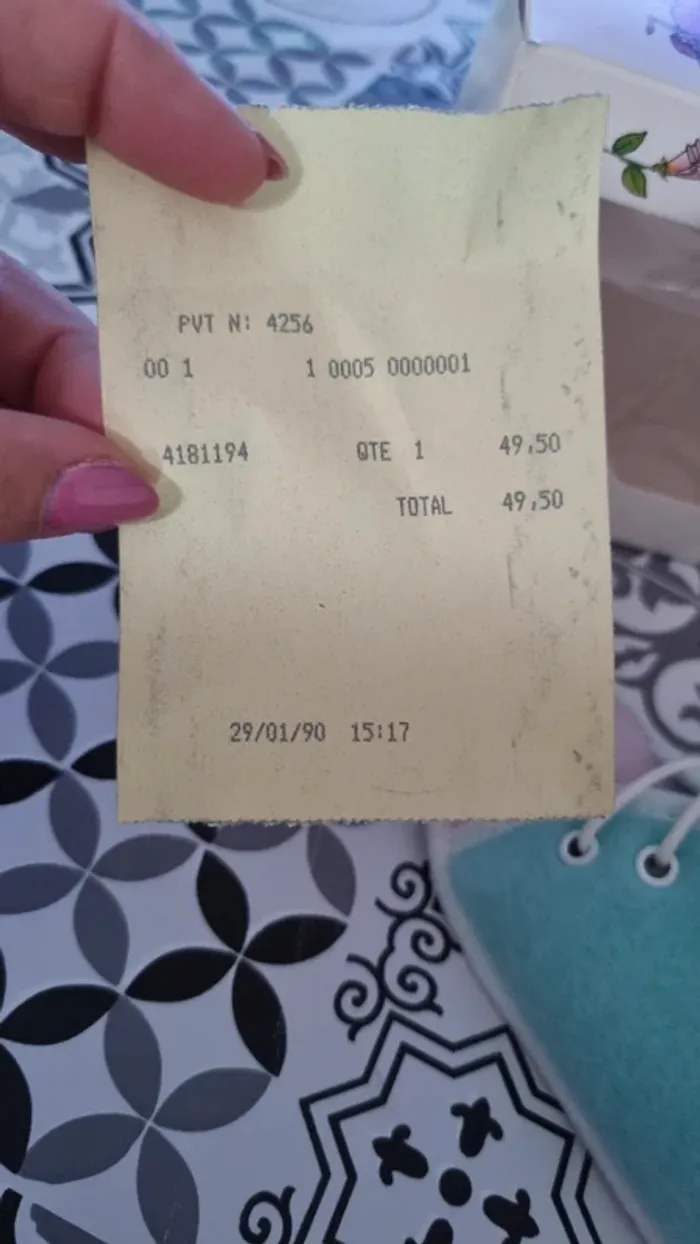 PVT N: 4256
00 1 1 0005 0000001
4181194 QTE 1 49,50
TOTAL 49,50
29/01/90 15:17